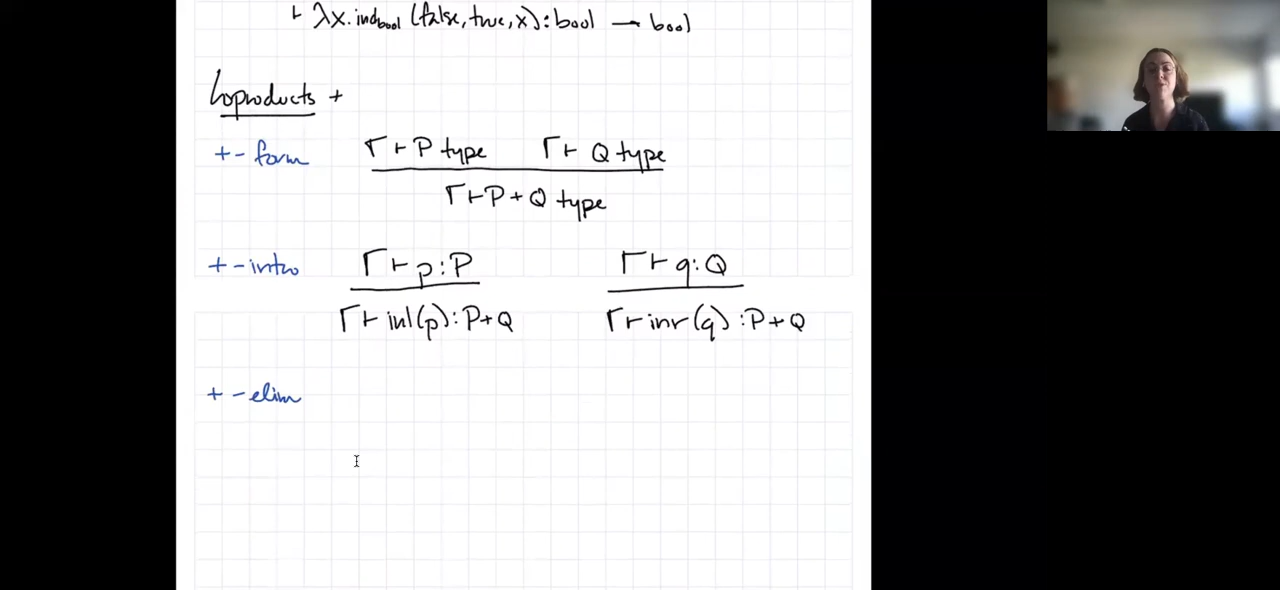 ⊢ λx.ind_bool (false, true, x) : bool → bool
Coproducts +
+-form Γ ⊢ P type Γ ⊢ Q type
Γ ⊢ P + Q type
+-intro Γ ⊢ p : P Γ ⊢ q : Q
Γ ⊢ inl(p) : P+Q Γ ⊢ inr(q) : P+Q
+-elim